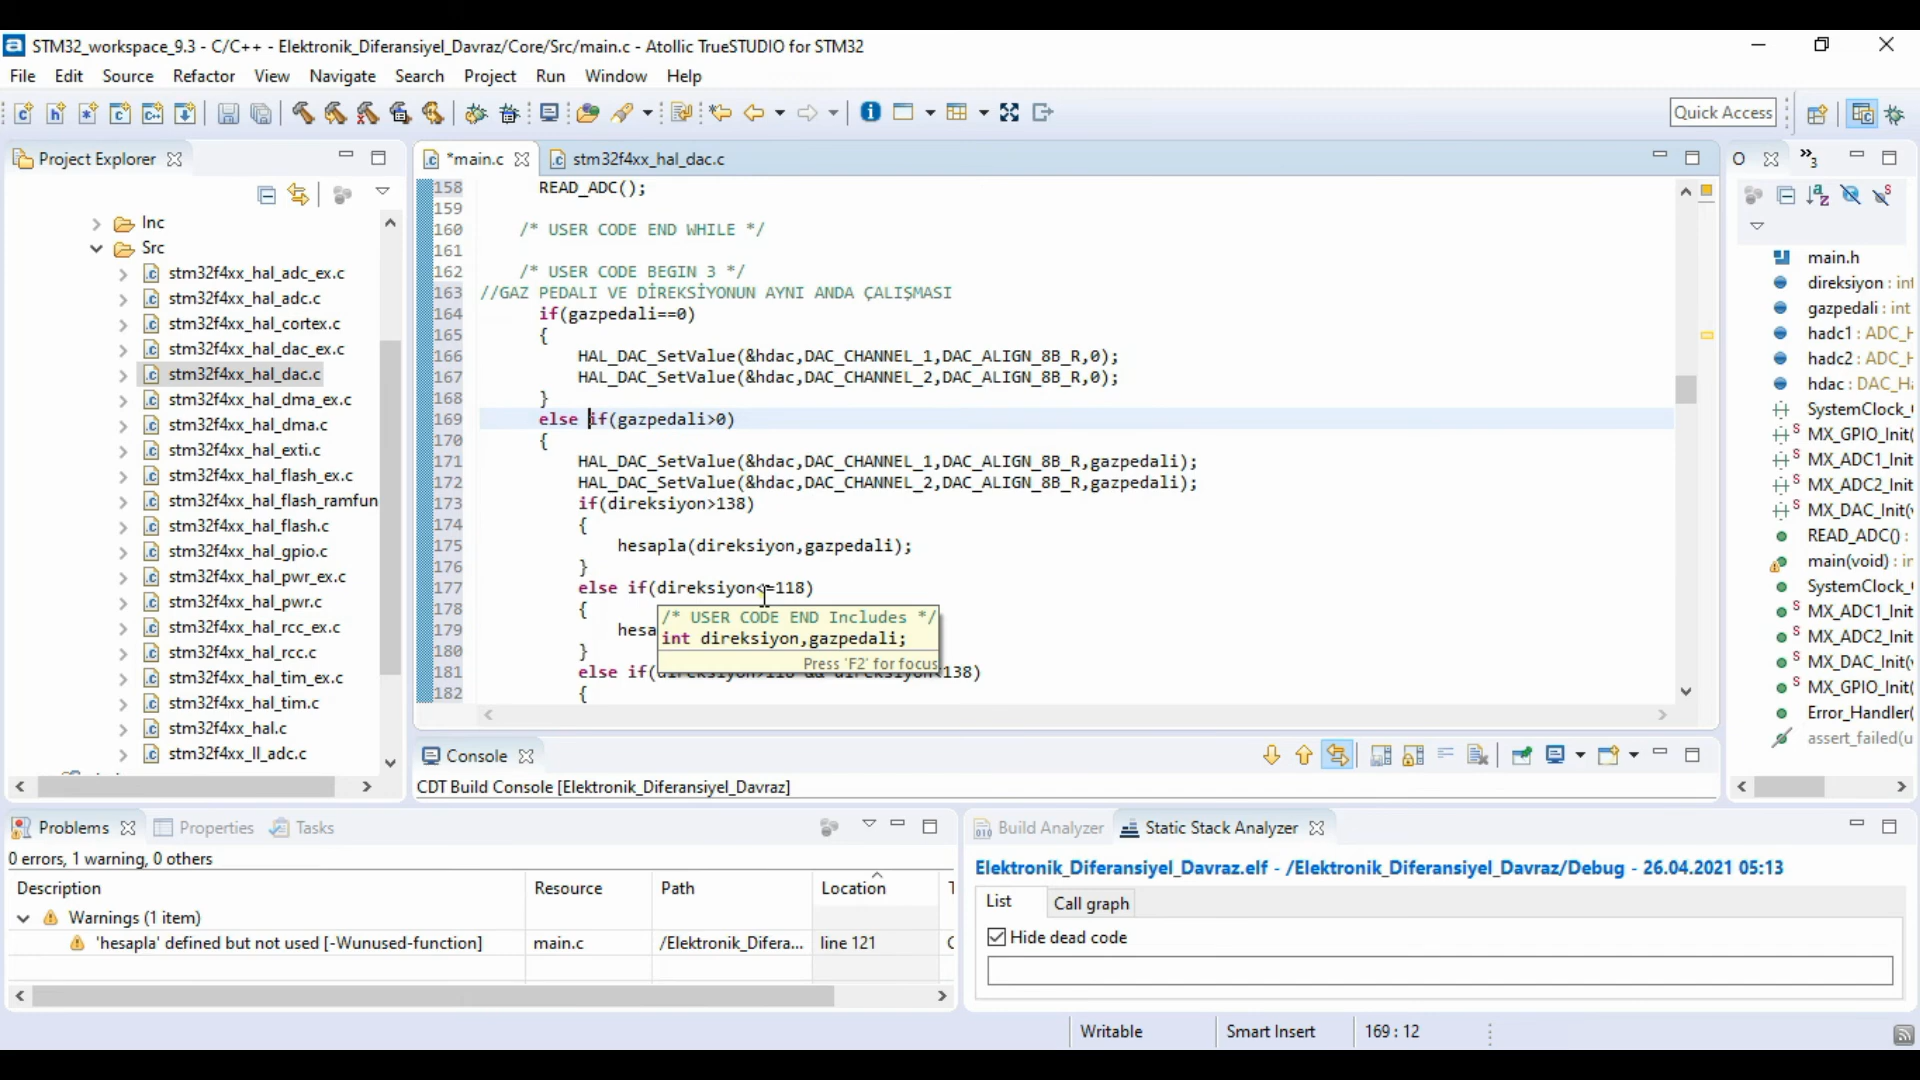 STM32_workspace_9.3 - C/C++ - Elektronik_Diferansiyel_Davraz/Core/Src/main.c - Atollic TrueSTUDIO for STM32
File Edit Source Refactor View Navigate Search Project Run Window Help
Quick Access
Project Explorer
Inc
Src
stm32f4xx_hal_adc_ex.c
stm32f4xx_hal_adc.c
stm32f4xx_hal_cortex.c
stm32f4xx_hal_dac_ex.c
stm32f4xx_hal_dac.c
stm32f4xx_hal_dma_ex.c
stm32f4xx_hal_dma.c
stm32f4xx_hal_exti.c
stm32f4xx_hal_flash_ex.c
stm32f4xx_hal_flash_ramfun
stm32f4xx_hal_flash.c
stm32f4xx_hal_gpio.c
stm32f4xx_hal_pwr_ex.c
stm32f4xx_hal_pwr.c
stm32f4xx_hal_rcc_ex.c
stm32f4xx_hal_rcc.c
stm32f4xx_hal_tim_ex.c
stm32f4xx_hal_tim.c
stm32f4xx_hal.c
stm32f4xx_ll_adc.c
*main.c stm32f4xx_hal_dac.c
158 READ_ADC();
159
160 /* USER CODE END WHILE */
161
162 /* USER CODE BEGIN 3 */
163 //GAZ PEDALI VE DİREKSİYONUN AYNI ANDA ÇALIŞMASI
164 if(gazpedali==0)
165 {
166 HAL_DAC_SetValue(&hdac,DAC_CHANNEL_1,DAC_ALIGN_8B_R,0);
167 HAL_DAC_SetValue(&hdac,DAC_CHANNEL_2,DAC_ALIGN_8B_R,0);
168 }
169 else if(gazpedali>0)
170 {
171 HAL_DAC_SetValue(&hdac,DAC_CHANNEL_1,DAC_ALIGN_8B_R,gazpedali);
172 HAL_DAC_SetValue(&hdac,DAC_CHANNEL_2,DAC_ALIGN_8B_R,gazpedali);
173 if(direksiyon>138)
174 {
175 hesapla(direksiyon,gazpedali);
176 }
177 else if(direksiyon<=118)
178 {
179 hesa
180 }
181 else if( 138)
182 {
/* USER CODE END Includes */
int direksiyon,gazpedali;
Press 'F2' for focus
O
3
main.h
direksiyon : int
gazpedali : int
hadc1 : ADC_H
hadc2 : ADC_H
hdac : DAC_Ha
SystemClock_
MX_GPIO_Init(
MX_ADC1_Init
MX_ADC2_Init
MX_DAC_Init(
READ_ADC() :
main(void) : in
SystemClock_
MX_ADC1_Init
MX_ADC2_Init
MX_DAC_Init(
MX_GPIO_Init(
Error_Handler(
assert_failed(u
Console
CDT Build Console [Elektronik_Diferansiyel_Davraz]
Problems Properties Tasks
0 errors, 1 warning, 0 others
Description Resource Path Location T
Warnings (1 item)
'hesapla' defined but not used [-Wunused-function] main.c /Elektronik_Difera... line 121 C
Build Analyzer Static Stack Analyzer
Elektronik_Diferansiyel_Davraz.elf - /Elektronik_Diferansiyel_Davraz/Debug - 26.04.2021 05:13
List Call graph
Hide dead code
Writable Smart Insert 169 : 12